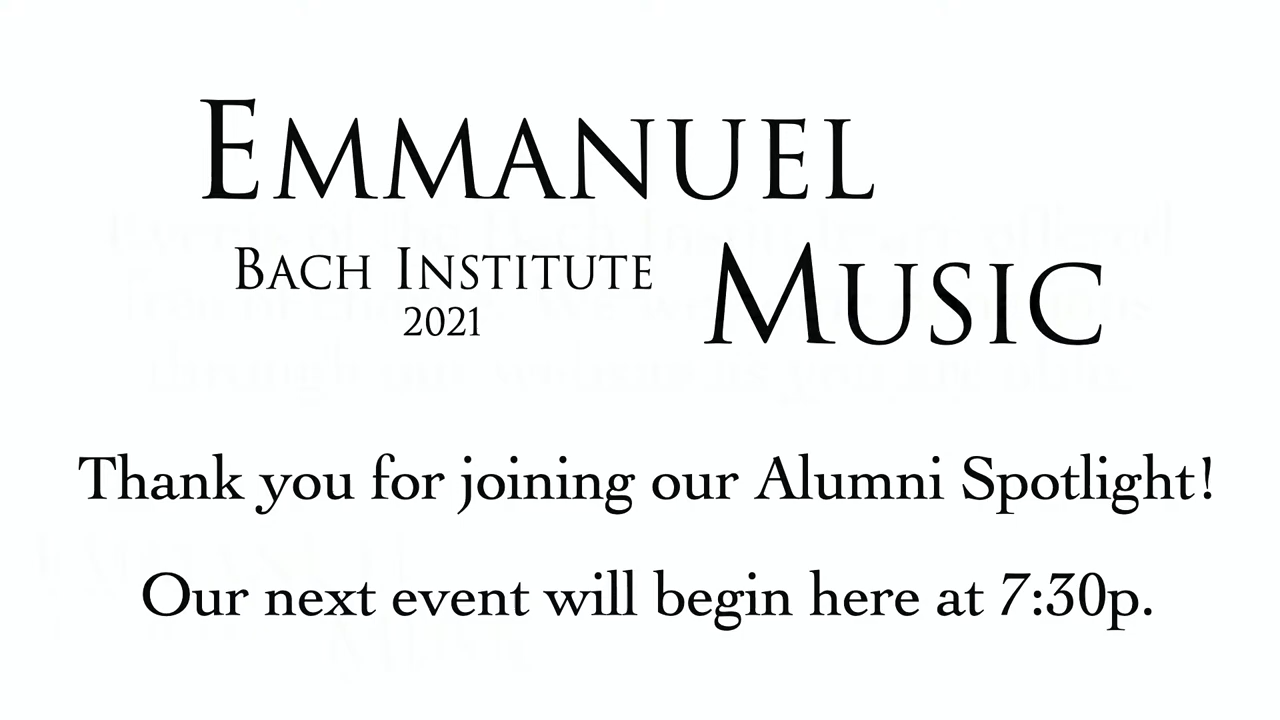 EMMANUEL
BACH INSTITUTE
2021
MUSIC
Thank you for joining our Alumni Spotlight!
Our next event will begin here at 7:30p.